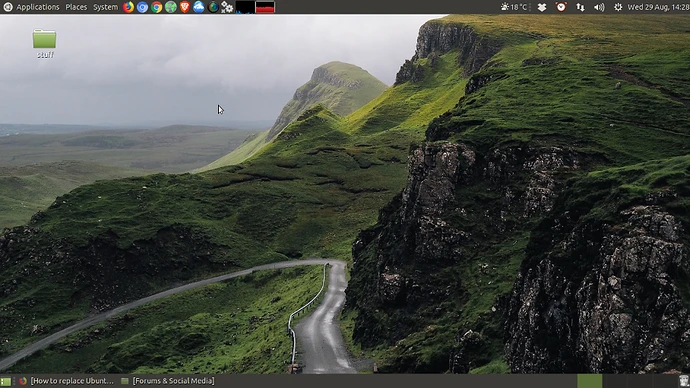 Applications Places System 18 °C Wed 29 Aug, 14:28
stuff
[How to replace Ubunt... [Forums & Social Media]